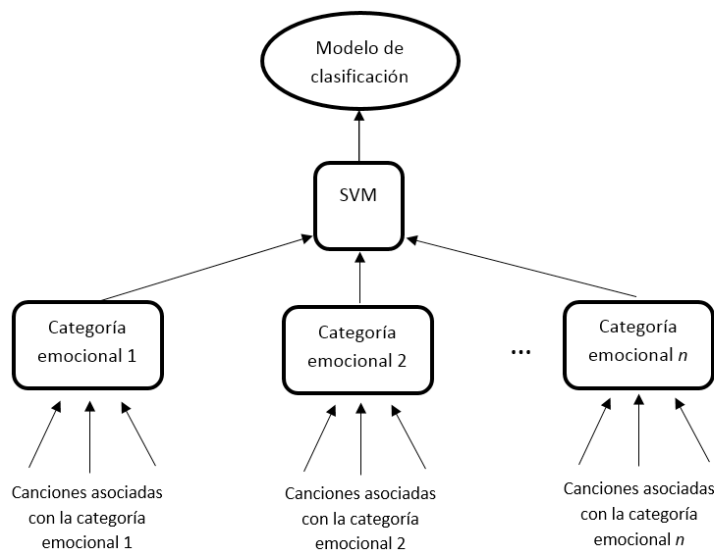 Modelo de
clasificación
SVM
Categoría
emocional 1
Categoría
emocional 2
...
Categoría
emocional n
Canciones asociadas
con la categoría
emocional 1
Canciones asociadas
con la categoría
emocional 2
Canciones asociadas
con la categoría
emocional n